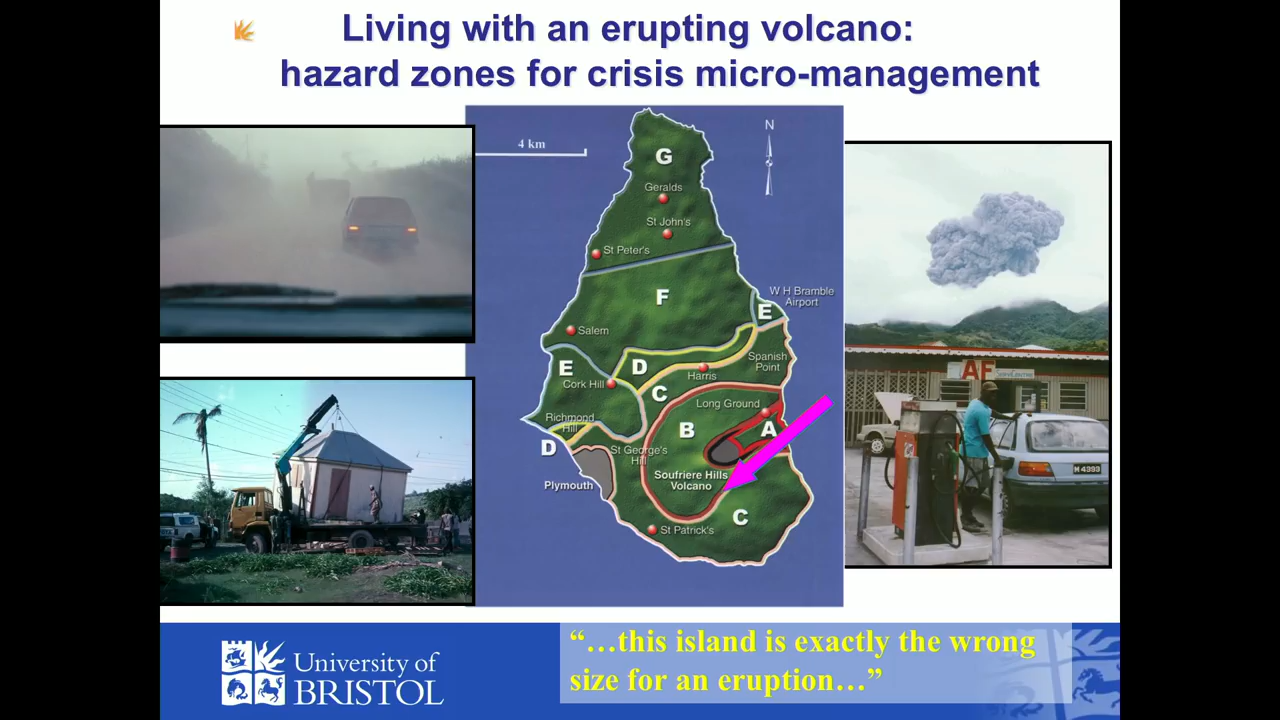 Living with an erupting volcano:
hazard zones for crisis micro-management
4 km
N
G
Geralds
St John's
St Peter's
F
W H Bramble
Airport
E
Salem
Spanish
Point
E
D
Harris
Cork Hill
C
Long Ground
Richmond
Hill
B
A
D
St George's
Hill
Soufriere Hills
Volcano
Plymouth
C
St Patrick's
AF
M 4393
University of
BRISTOL
“…this island is exactly the wrong
size for an eruption…”